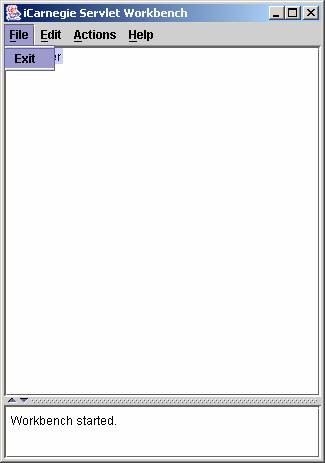 iCarnegie Servlet Workbench
File Edit Actions Help
Exit
Workbench started.